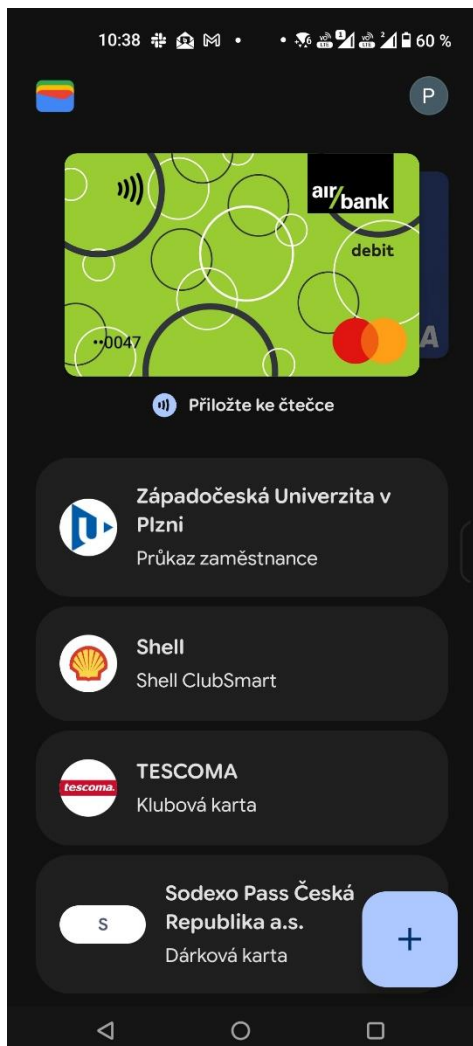 10:38
60 %
P
air bank
debit
··0047
A
Přiložte ke čtečce
Západočeská Univerzita v
Plzni
Průkaz zaměstnance
Shell
Shell ClubSmart
tescoma.
TESCOMA
Klubová karta
S
Sodexo Pass Česká
Republika a.s.
Dárková karta
+